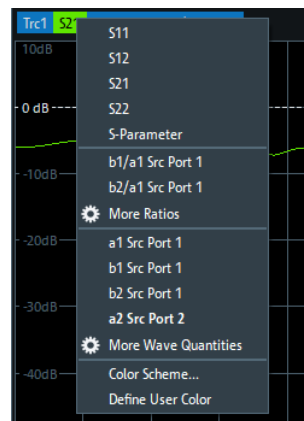 Trc1 S21
10dB
S11
S12
S21
0 dB
S22
S-Parameter
b1/a1 Src Port 1
-10dB
b2/a1 Src Port 1
More Ratios
-20dB
a1 Src Port 1
b1 Src Port 1
b2 Src Port 1
-30dB
a2 Src Port 2
More Wave Quantities
-40dB
Color Scheme...
Define User Color